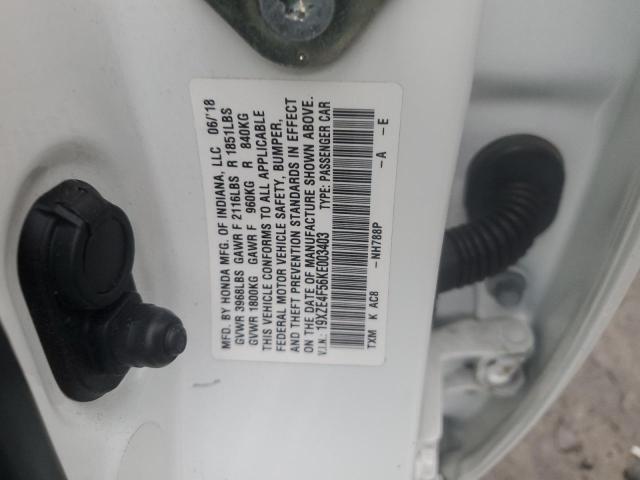 MFD. BY HONDA MFG. OF INDIANA, LLC 06/18
GVWR 3968LBS GAWR F 2116LBS R 1851LBS
GVWR 1800KG GAWR F 960KG R 840KG
THIS VEHICLE CONFORMS TO ALL APPLICABLE
FEDERAL MOTOR VEHICLE SAFETY, BUMPER,
AND THEFT PREVENTION STANDARDS IN EFFECT
ON THE DATE OF MANUFACTURE SHOWN ABOVE.
V.I.N. 19XZE4F56KE003403 TYPE: PASSENGER CAR
TXM K AC8 -NH788P -A -E